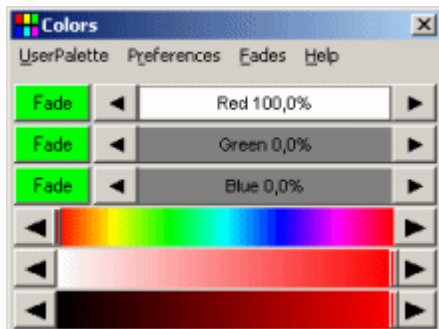 Colors
UserPalette Preferences Fades Help
Fade Red 100,0%
Fade Green 0,0%
Fade Blue 0,0%